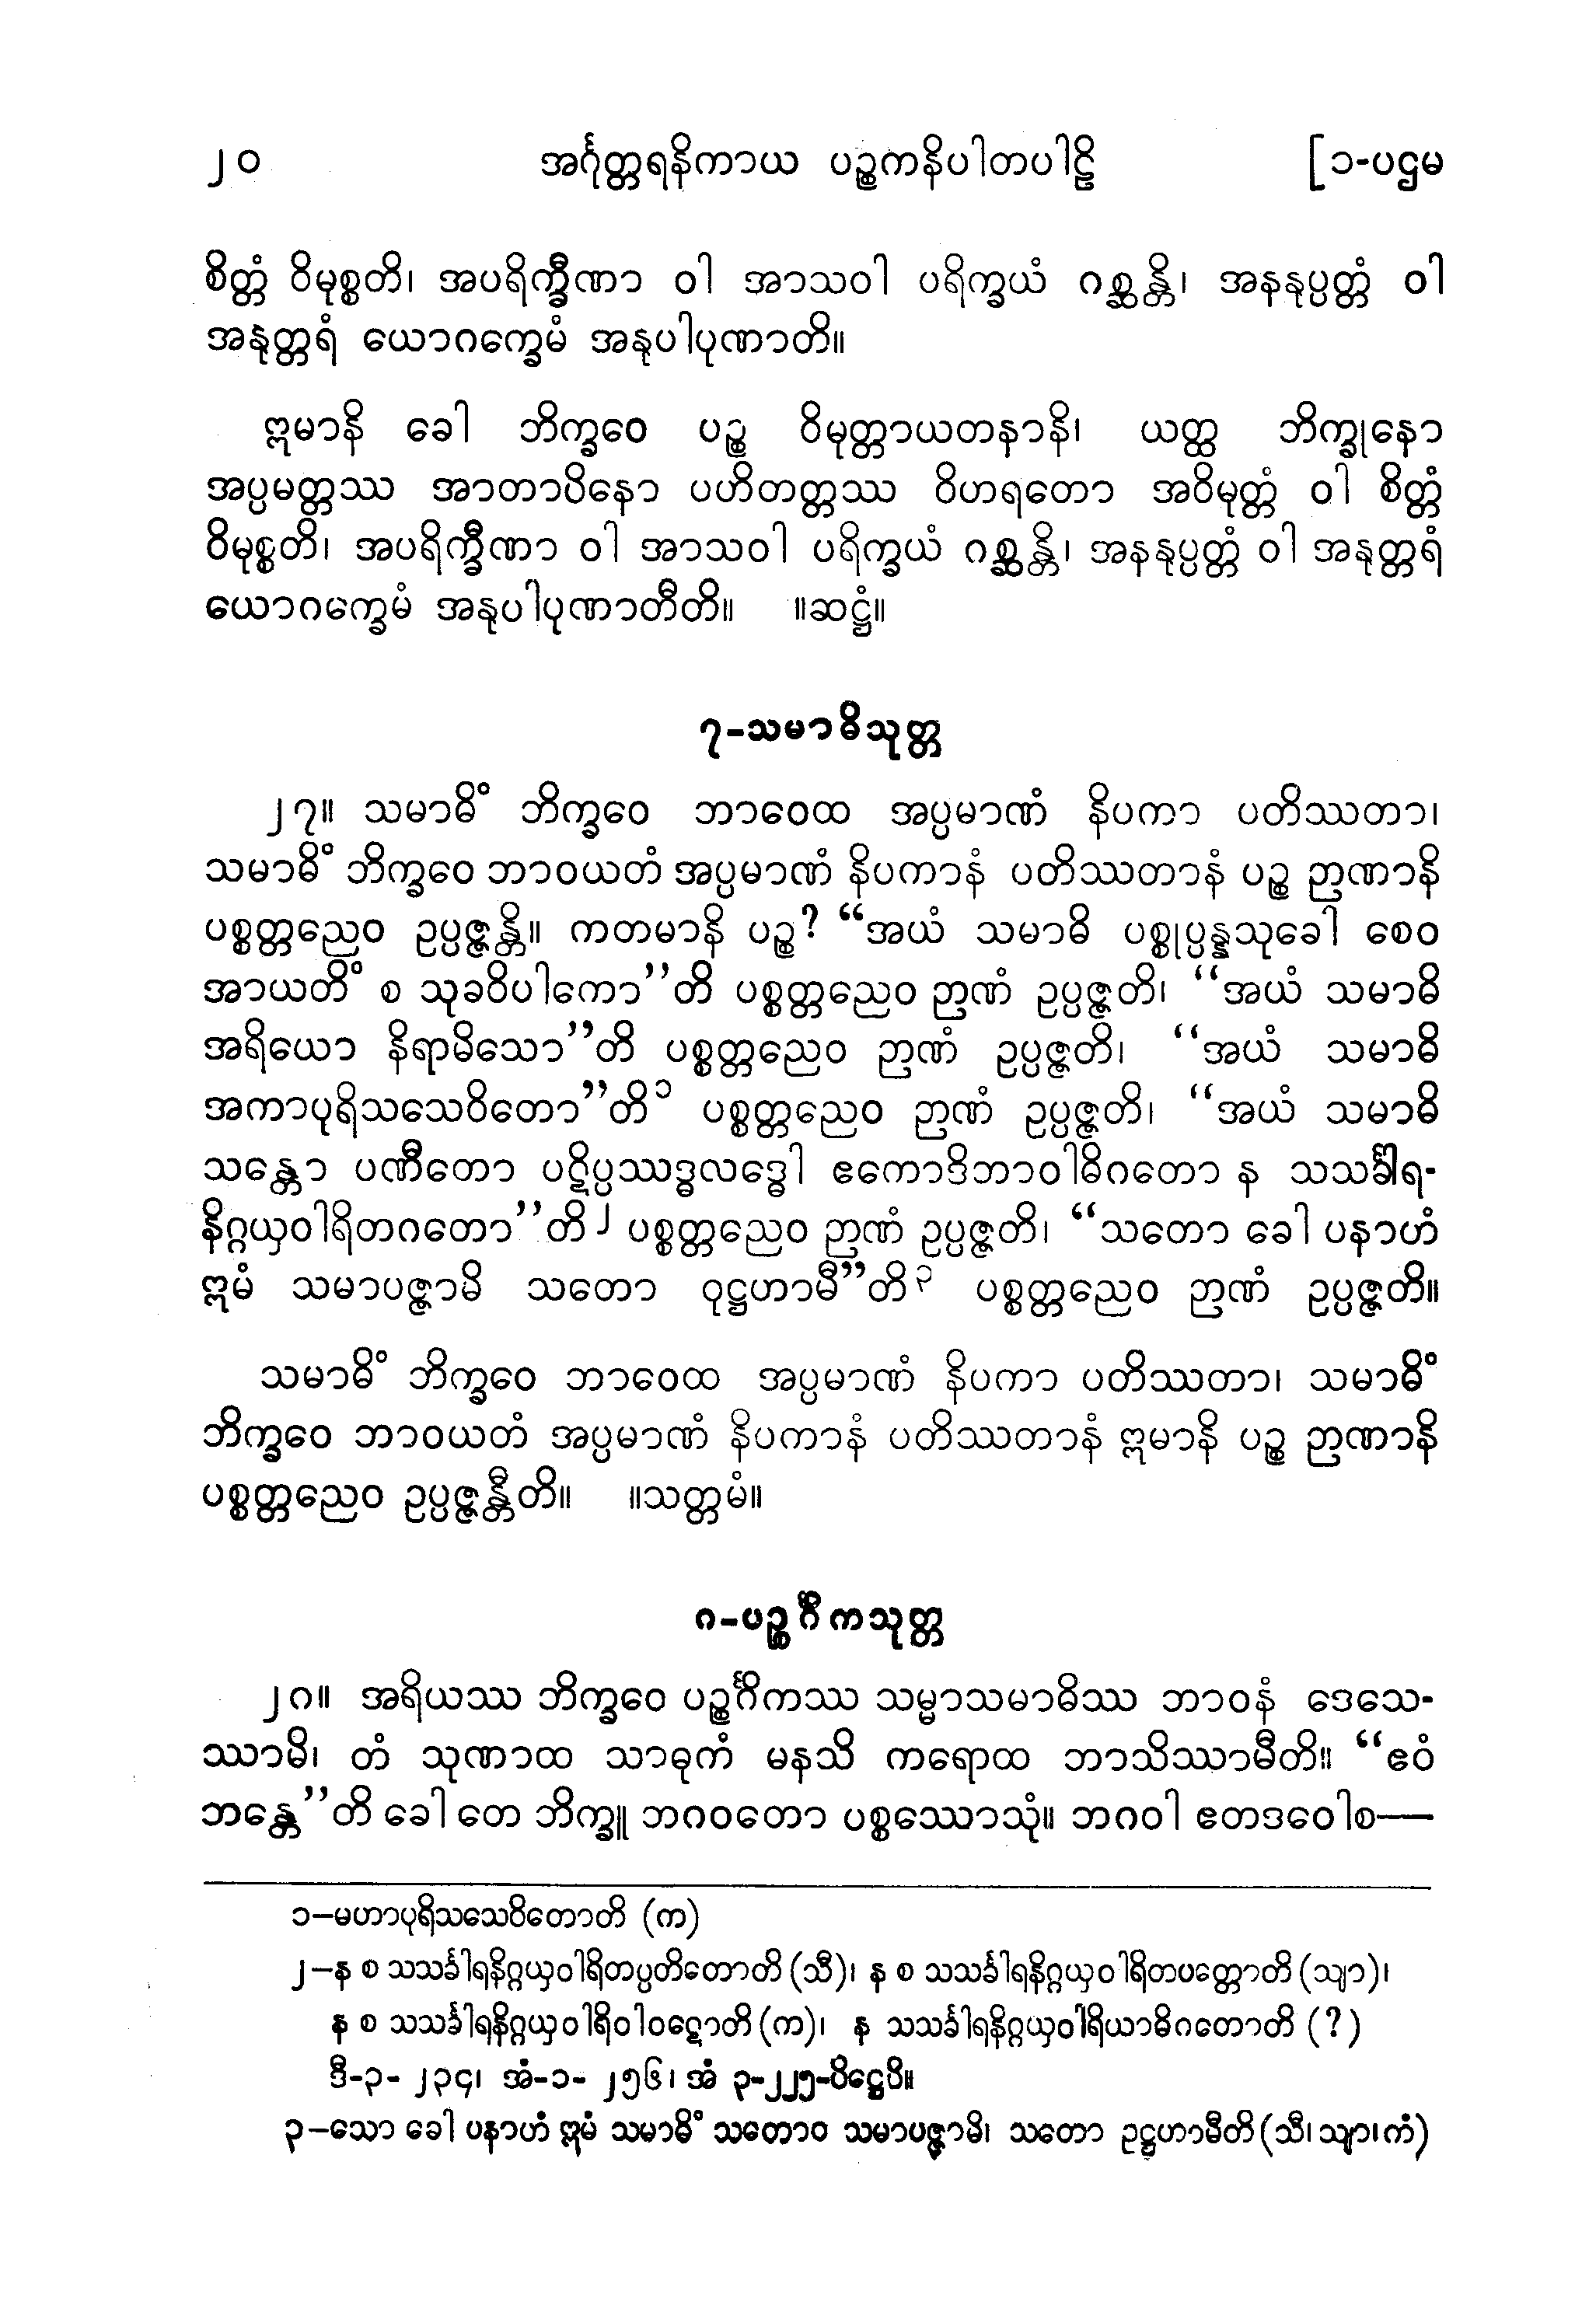 ၂၀ အင်္ဂုတ္တရနိကာယ ပဉ္စကနိပါတပါဠိ [၁-ပဌမ
စိတ္တံ ဝိမုစ္စတိ၊ အပရိက္ခီဏာ ဝါ အာသဝါ ပရိက္ခယံ ဂစ္ဆန္တိ၊ အနနုပ္ပတ္တံ ဝါ
အနုတ္တရံ ယောဂက္ခေမံ အနုပါပုဏာတိ။
ဣမာနိ ခေါ ဘိက္ခဝေ ပဉ္စ ဝိမုတ္တာယတနာနိ၊ ယတ္ထ ဘိက္ခုနော
အပ္ပမတ္တဿ အာတာပိနော ပဟိတတ္တဿ ဝိဟရတော အဝိမုတ္တံ ဝါ စိတ္တံ
ဝိမုစ္စတိ၊ အပရိက္ခီဏာ ဝါ အာသဝါ ပရိက္ခယံ ဂစ္ဆန္တိ၊ အနနုပ္ပတ္တံ ဝါ အနုတ္တရံ
ယောဂက္ခေမံ အနုပါပုဏာတီတိ။ ။ဆဋ္ဌံ။
၇-သမာဓိသုတ္တ
၂၇။ သမာဓိံ ဘိက္ခဝေ ဘာဝေထ အပ္ပမာဏံ နိပကာ ပတိဿတာ၊
သမာဓိံ ဘိက္ခဝေ ဘာဝယတံ အပ္ပမာဏံ နိပကာနံ ပတိဿတာနံ ပဉ္စ ဉာဏာနိ
ပစ္စတ္တညေဝ ဥပ္ပဇ္ဇန္တိ။ ကတမာနိ ပဉ္စ? “အယံ သမာဓိ ပစ္စုပ္ပန္နသုခေါ စေဝ
အာယတိံ စ သုခဝိပါကော”တိ ပစ္စတ္တညေဝ ဉာဏံ ဥပ္ပဇ္ဇတိ၊ “အယံ သမာဓိ
အရိယော နိရာမိသော”တိ ပစ္စတ္တညေဝ ဉာဏံ ဥပ္ပဇ္ဇတိ၊ “အယံ သမာဓိ
အကာပုရိသသေဝိတော”တိ၁ ပစ္စတ္တညေဝ ဉာဏံ ဥပ္ပဇ္ဇတိ၊ “အယံ သမာဓိ
သန္တော ပဏီတော ပဋိပ္ပဿဒ္ဓလဒ္ဓေါ ဧကောဒိဘာဝါဓိဂတော န သသင်္ခါရ-
နိဂ္ဂယှဝါရိတဂတော”တိ၂ ပစ္စတ္တညေဝ ဉာဏံ ဥပ္ပဇ္ဇတိ၊ “သတော ခေါ ပနာဟံ
ဣမံ သမာပဇ္ဇာမိ သတော ဝုဋ္ဌဟာမီ”တိ၃ ပစ္စတ္တညေဝ ဉာဏံ ဥပ္ပဇ္ဇတိ။
သမာဓိံ ဘိက္ခဝေ ဘာဝေထ အပ္ပမာဏံ နိပကာ ပတိဿတာ၊ သမာဓိံ
ဘိက္ခဝေ ဘာဝယတံ အပ္ပမာဏံ နိပကာနံ ပတိဿတာနံ ဣမာနိ ပဉ္စ ဉာဏာနိ
ပစ္စတ္တညေဝ ဥပ္ပဇ္ဇန္တီတိ။ ။သတ္တမံ။
၈-ပဉ္စင်္ဂိကသုတ္တ
၂၈။ အရိယဿ ဘိက္ခဝေ ပဉ္စင်္ဂိကဿ သမ္မာသမာဓိဿ ဘာဝနံ ဒေသေ-
ဿာမိ၊ တံ သုဏာထ သာဓုကံ မနသိ ကရောထ ဘာသိဿာမီတိ။ “ဧဝံ
ဘန္တေ”တိ ခေါ တေ ဘိက္ခူ ဘဂဝတော ပစ္စဿောသုံ။ ဘဂဝါ ဧတဒဝေါစ—
၁−မဟာပုရိသသေဝိတောတိ (က)
၂−န စ သသင်္ခါရနိဂ္ဂယှဝါရိတပ္ပတိတောတိ (သီ)၊ န စ သသင်္ခါရနိဂ္ဂယှဝါရိတပတ္တောတိ (သျာ)၊
န စ သသင်္ခါရနိဂ္ဂယှဝါရိဝါဝဋ္ဋောတိ (က)၊ န သသင်္ခါရနိဂ္ဂယှဝါရိယာဓိဂတောတိ (?)
ဒီ-၃- ၂၃၄၊ အံ-၁- ၂၅၆၊ အံ ၃-၂၂၅-ပိဋ္ဌေပိ။
၃−သော ခေါ ပနာဟံ ဣမံ သမာဓိံ သတောဝ သမာပဇ္ဇာမိ၊ သတော ဥဋ္ဌဟာမီတိ (သီ၊ သျာ၊ ကံ)